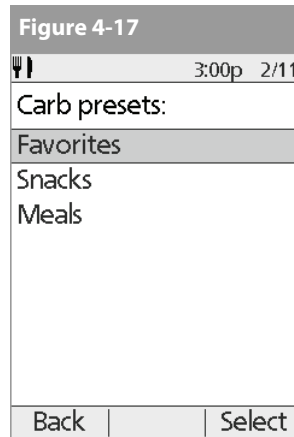 Figure 4-17
3:00p 2/11
Carb presets:
Favorites
Snacks
Meals
Back Select